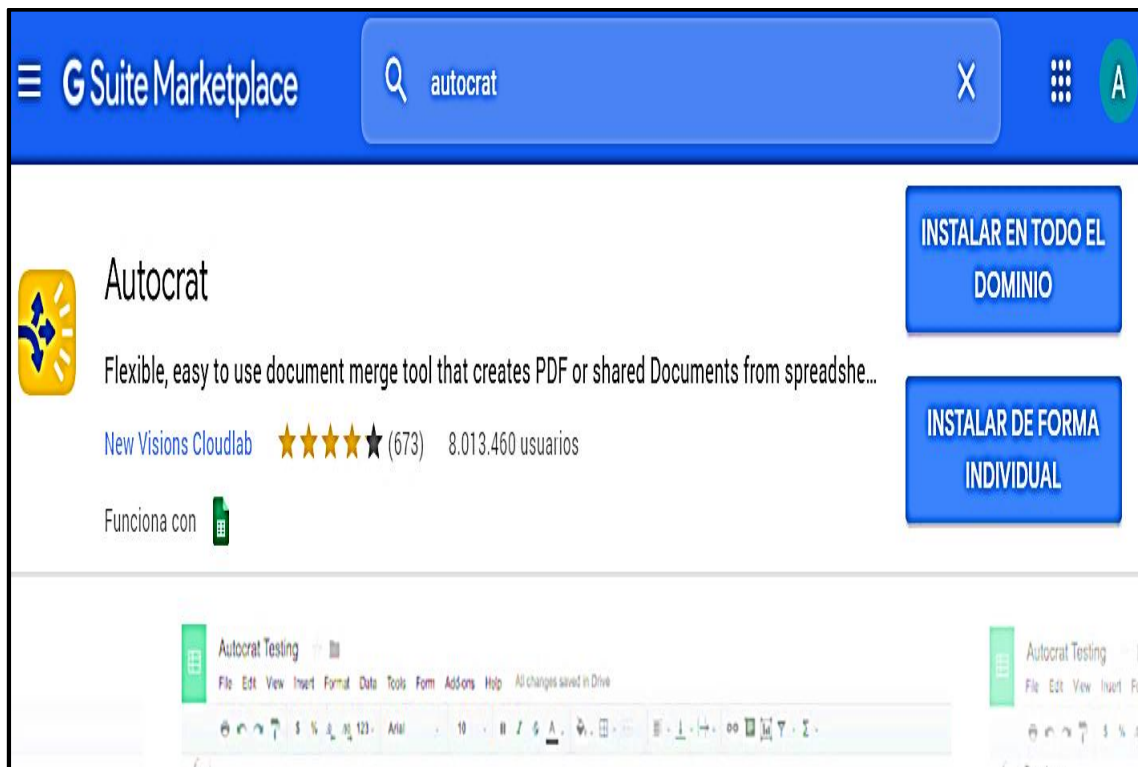 G Suite Marketplace
autocrat
A
INSTALAR EN TODO EL
DOMINIO
Autocrat
Flexible, easy to use document merge tool that creates PDF or shared Documents from spreadshe...
New Visions Cloudlab (673) 8.013.460 usuarios
INSTALAR DE FORMA
INDIVIDUAL
Funciona con
Autocrat Testing
File Edit View Insert Format Data Tools Form Add-ons Help All changes saved in Drive
$ % .0 .00 123 Arial 10 B I S A
Autocrat Testing
File Edit View Insert
$ %